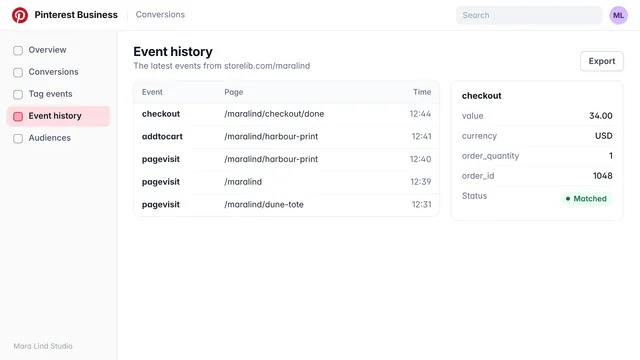 Pinterest Business
Conversions
Search
ML
Overview
Conversions
Tag events
Event history
Audiences
Mara Lind Studio
Event history
The latest events from storelib.com/maralind
Export
Event Page Time
checkout /maralind/checkout/done 12:44
addtocart /maralind/harbour-print 12:41
pagevisit /maralind/harbour-print 12:40
pagevisit /maralind 12:39
pagevisit /maralind/dune-tote 12:31
checkout
value 34.00
currency USD
order_quantity 1
order_id 1048
Status Matched